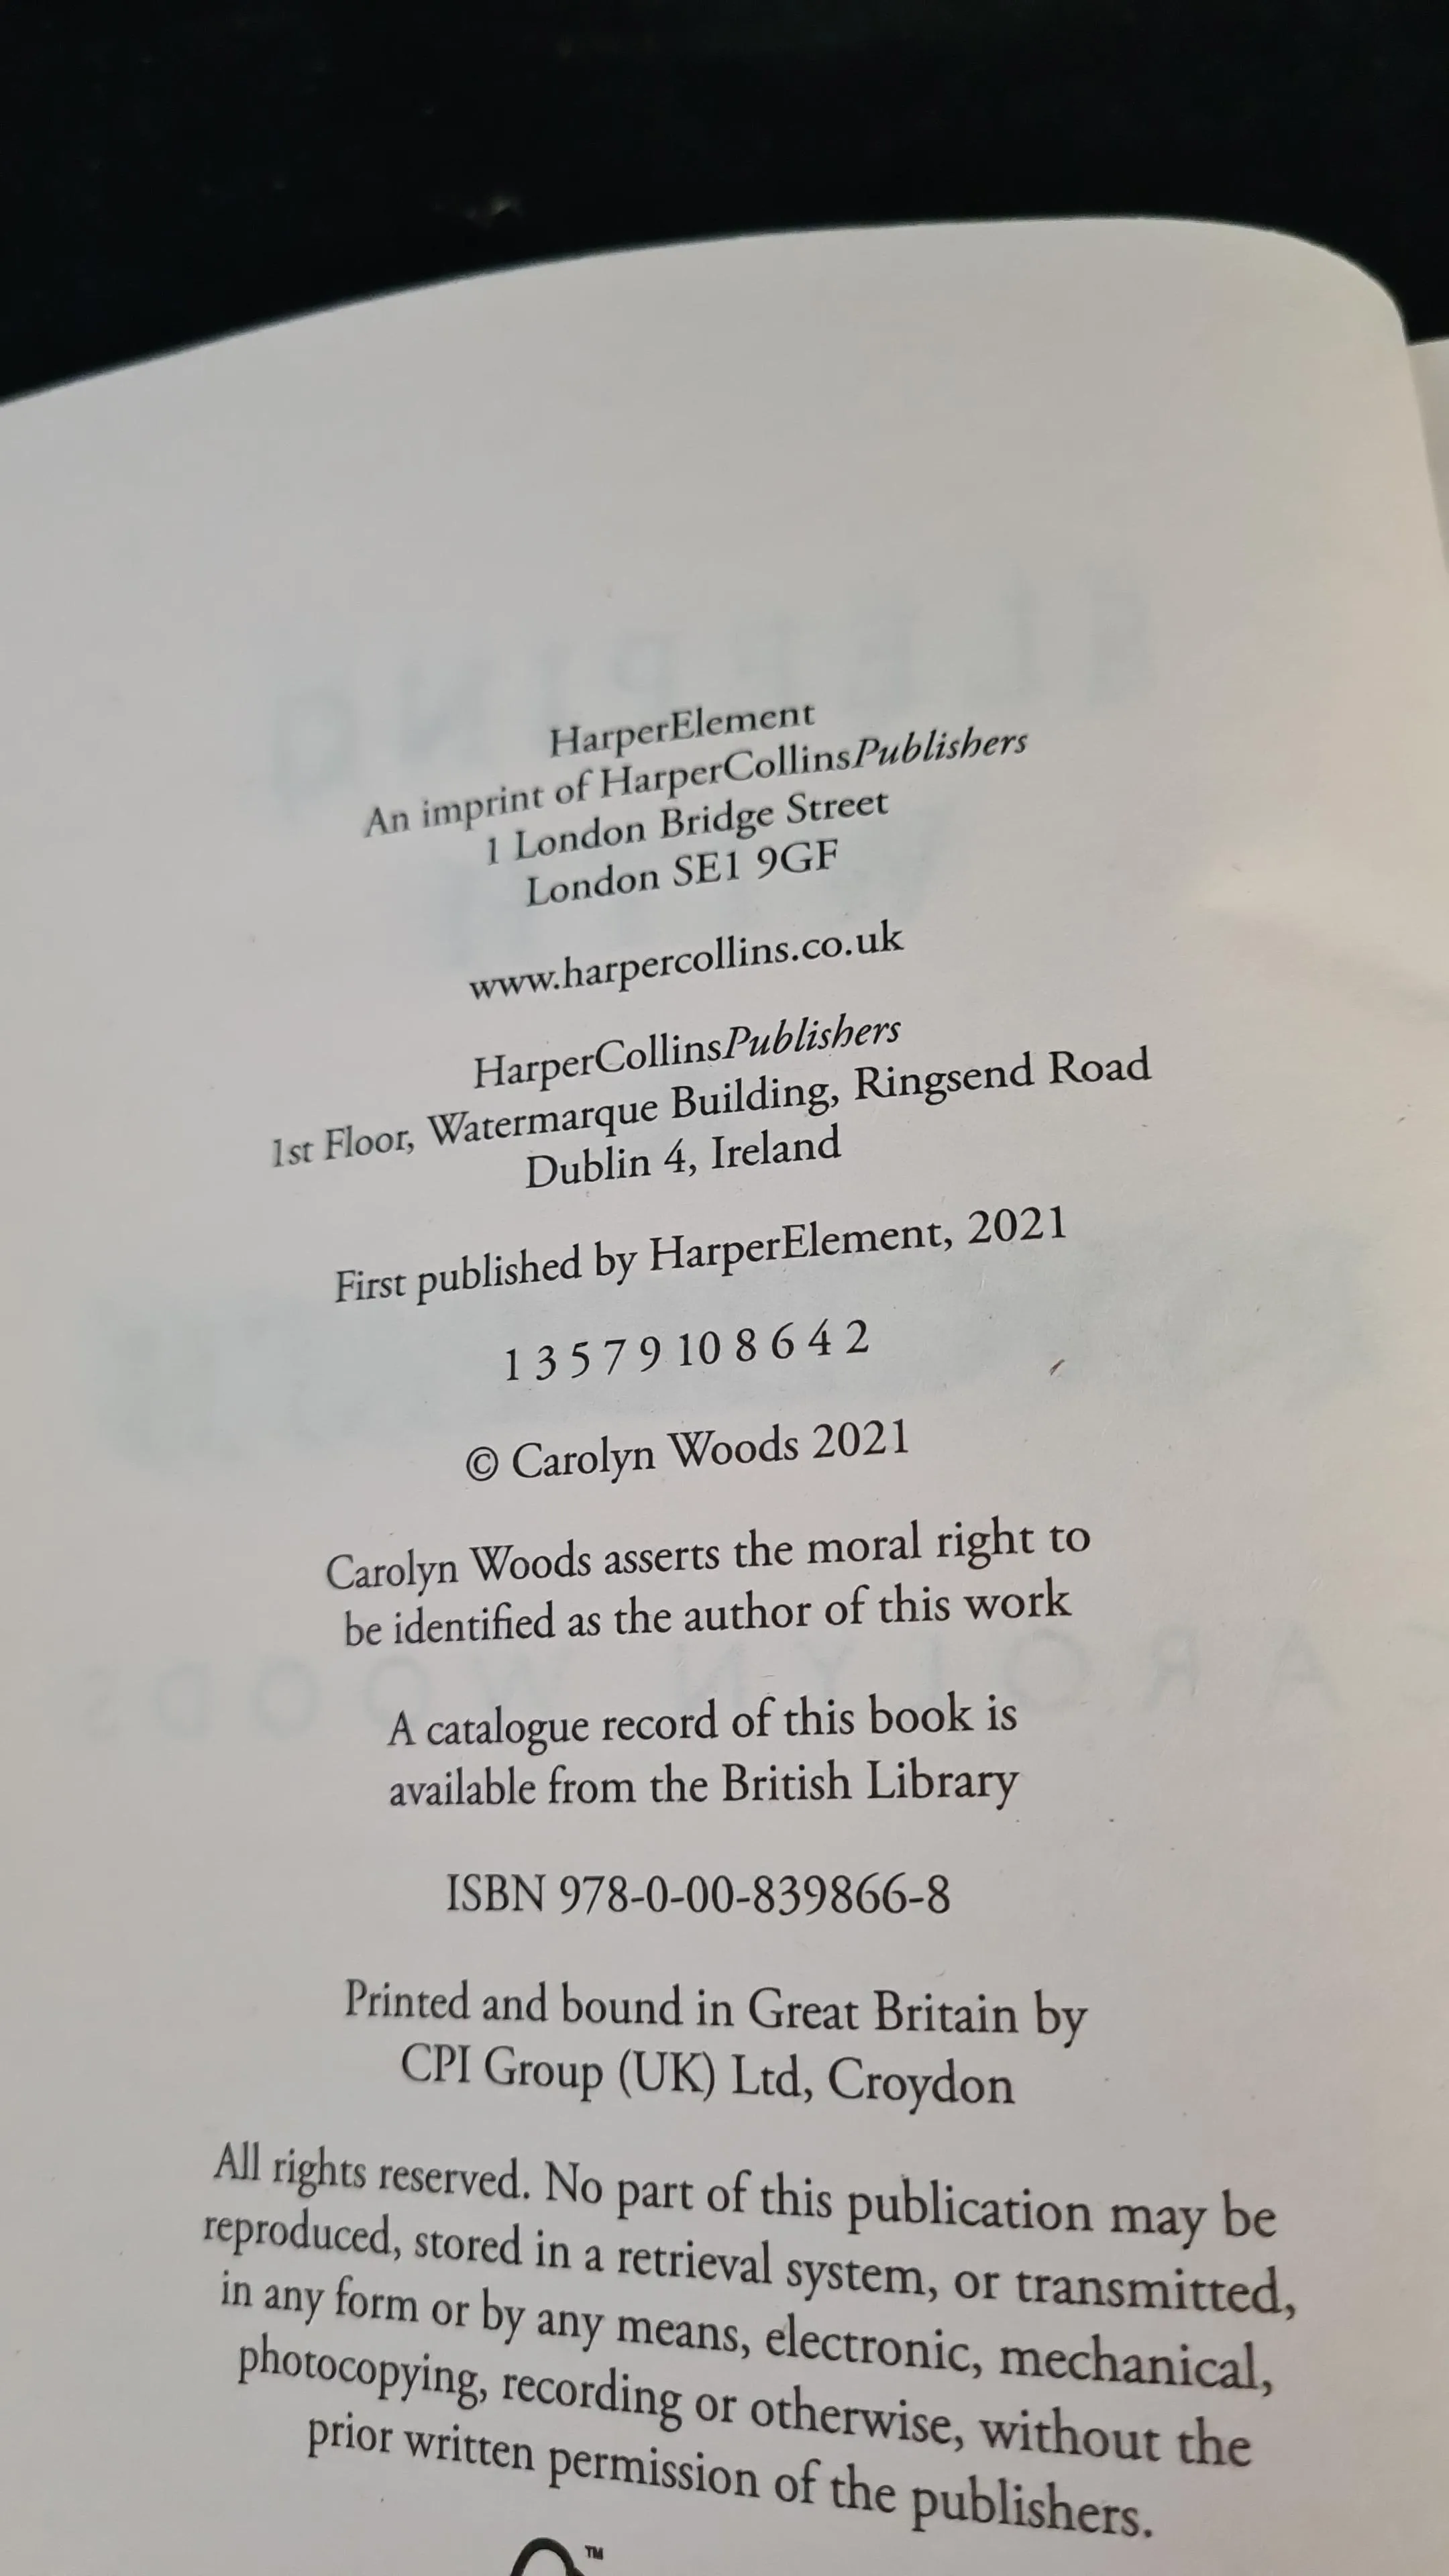 HarperElement
An imprint of HarperCollinsPublishers
1 London Bridge Street
London SE1 9GF
www.harpercollins.co.uk
HarperCollinsPublishers
1st Floor, Watermarque Building, Ringsend Road
Dublin 4, Ireland
First published by HarperElement, 2021
1 3 5 7 9 10 8 6 4 2
© Carolyn Woods 2021
Carolyn Woods asserts the moral right to
be identified as the author of this work
A catalogue record of this book is
available from the British Library
ISBN 978-0-00-839866-8
Printed and bound in Great Britain by
CPI Group (UK) Ltd, Croydon
All rights reserved. No part of this publication may be
reproduced, stored in a retrieval system, or transmitted,
in any form or by any means, electronic, mechanical,
photocopying, recording or otherwise, without the
prior written permission of the publishers.
TM